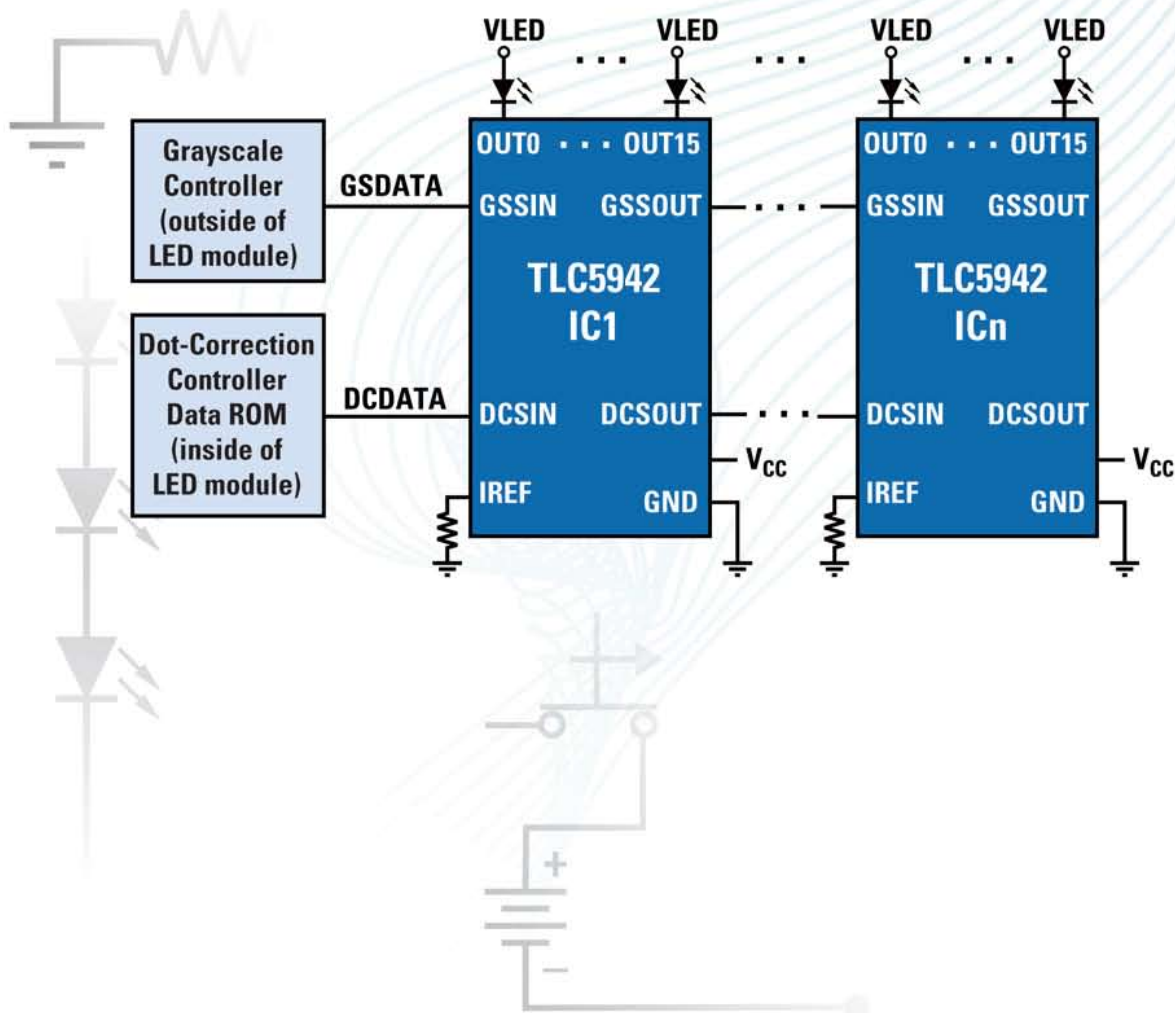 VLED
· · ·
VLED
· · ·
VLED
· · ·
VLED
Grayscale
Controller
(outside of
LED module)
GSDATA
Dot-Correction
Controller
Data ROM
(inside of
LED module)
DCDATA
OUT0 · · · OUT15
GSSIN GSSOUT
TLC5942
IC1
DCSIN DCSOUT
VCC
IREF
GND
· · ·
· · ·
OUT0 · · · OUT15
GSSIN GSSOUT
TLC5942
ICn
DCSIN DCSOUT
VCC
IREF
GND
+
–